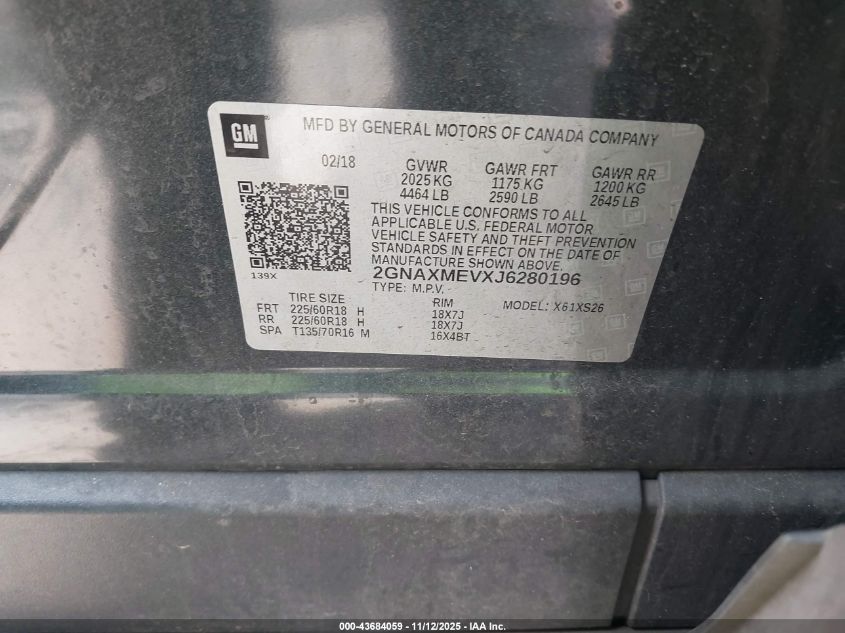 GM
MFD BY GENERAL MOTORS OF CANADA COMPANY
02/18 GVWR GAWR FRT GAWR RR
2025 KG 1175 KG 1200 KG
4464 LB 2590 LB 2645 LB
THIS VEHICLE CONFORMS TO ALL
APPLICABLE U.S. FEDERAL MOTOR
VEHICLE SAFETY AND THEFT PREVENTION
STANDARDS IN EFFECT ON THE DATE OF
MANUFACTURE SHOWN ABOVE.
139X 2GNAXMEVXJ6280196
TYPE: M.P.V. MODEL: X61XS26
TIRE SIZE RIM
FRT 225/60R18 H 18X7J
RR 225/60R18 H 18X7J
SPA T135/70R16 M 16X4BT
000-43684059 - 11/12/2025 - IAA Inc.